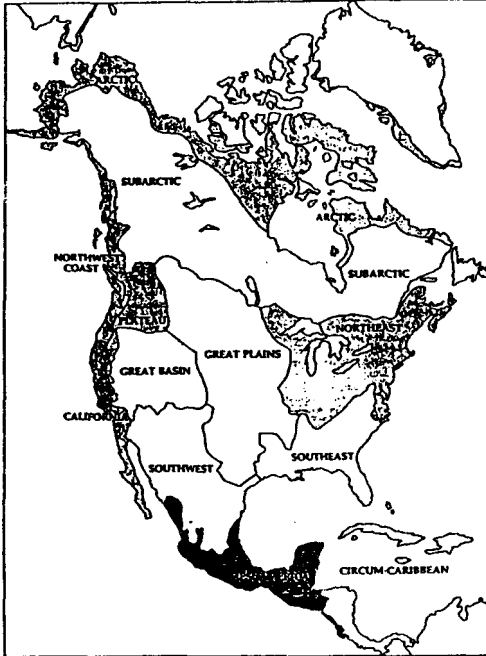 ARCTIC
SUBARCTIC
ARCTIC
NORTHWEST
COAST
SUBARCTIC
PLATEAU
NORTHEAST
GREAT BASIN
GREAT PLAINS
CALIFORNIA
SOUTHWEST
SOUTHEAST
CIRCUM-CARIBBEAN